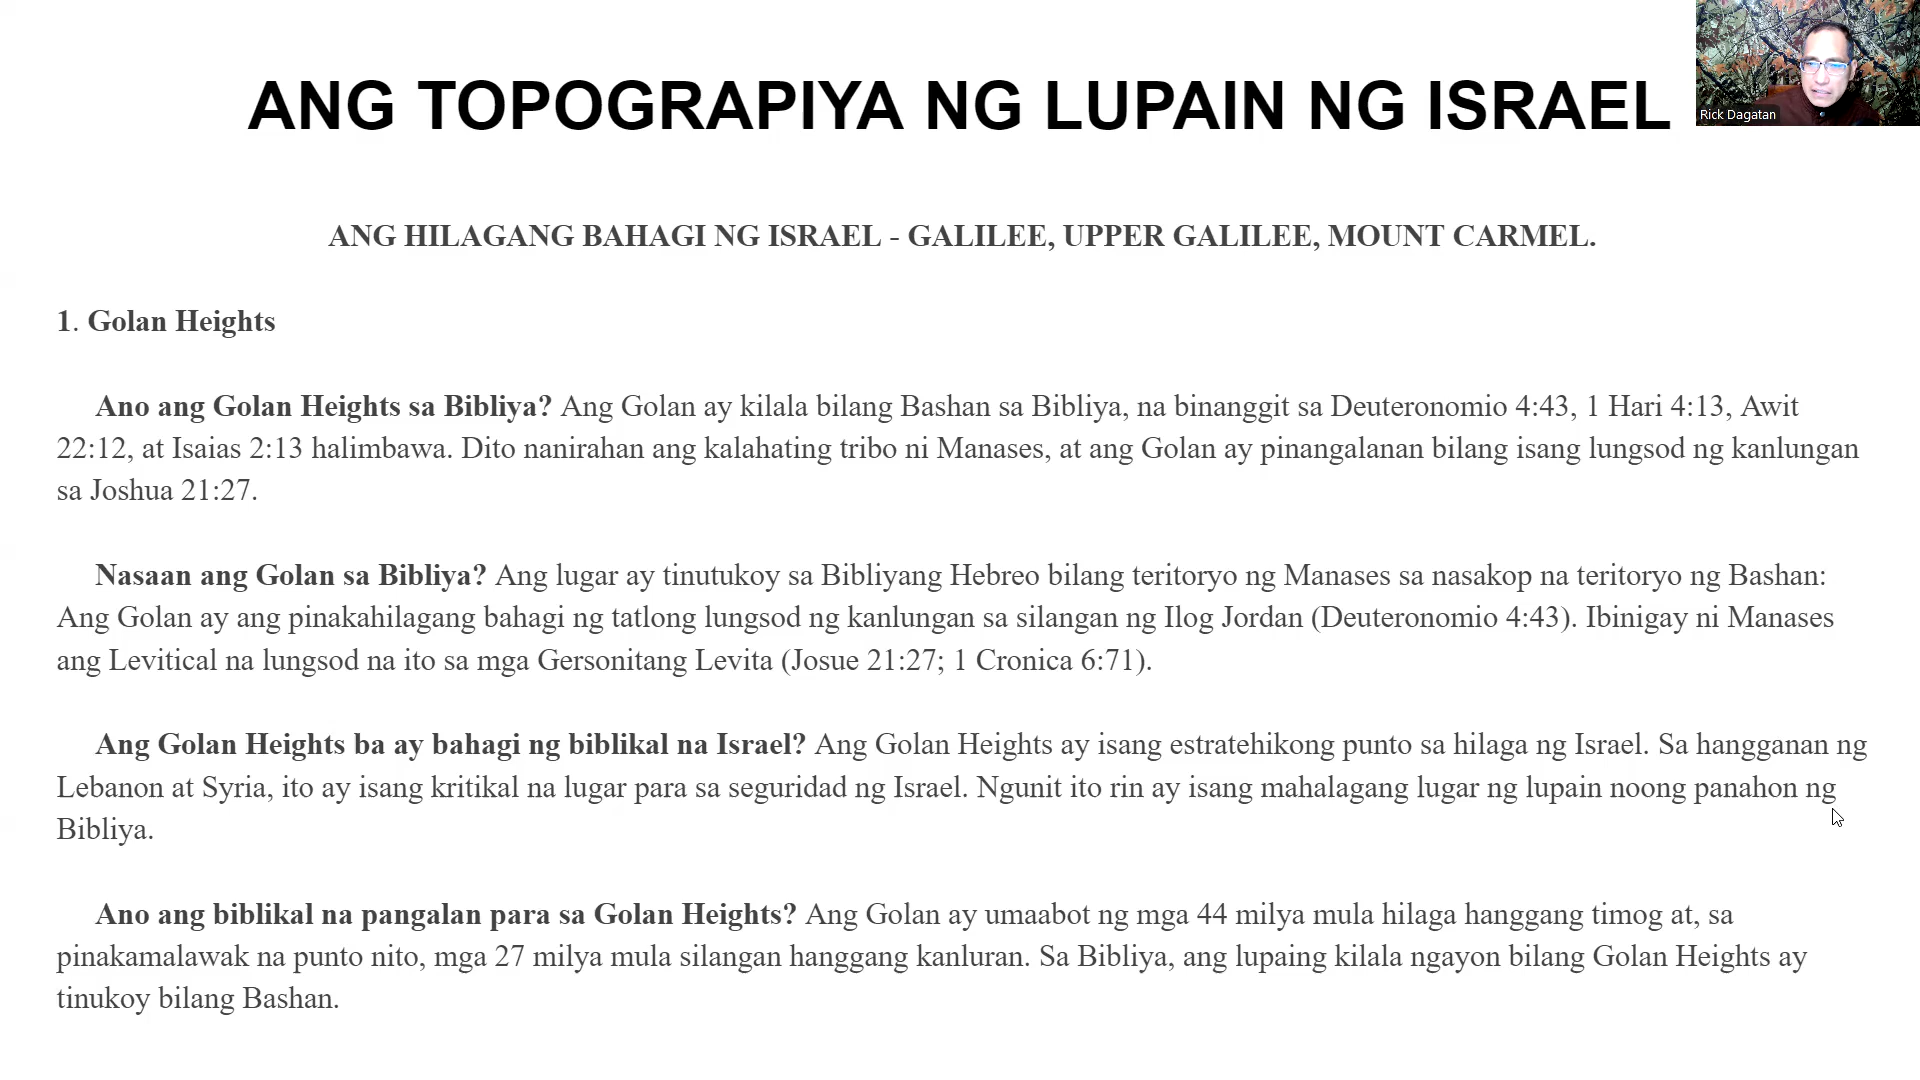 ANG TOPOGRAPIYA NG LUPAIN NG ISRAEL
Rick Dagatan
ANG HILAGANG BAHAGI NG ISRAEL - GALILEE, UPPER GALILEE, MOUNT CARMEL.
1. Golan Heights
Ano ang Golan Heights sa Bibliya? Ang Golan ay kilala bilang Bashan sa Bibliya, na binanggit sa Deuteronomio 4:43, 1 Hari 4:13, Awit
22:12, at Isaias 2:13 halimbawa. Dito nanirahan ang kalahating tribo ni Manases, at ang Golan ay pinangalanan bilang isang lungsod ng kanlungan
sa Joshua 21:27.
Nasaan ang Golan sa Bibliya? Ang lugar ay tinutukoy sa Bibliyang Hebreo bilang teritoryo ng Manases sa nasakop na teritoryo ng Bashan:
Ang Golan ay ang pinakahilagang bahagi ng tatlong lungsod ng kanlungan sa silangan ng Ilog Jordan (Deuteronomio 4:43). Ibinigay ni Manases
ang Levitical na lungsod na ito sa mga Gersonitang Levita (Josue 21:27; 1 Cronica 6:71).
Ang Golan Heights ba ay bahagi ng biblikal na Israel? Ang Golan Heights ay isang estratehikong punto sa hilaga ng Israel. Sa hangganan ng
Lebanon at Syria, ito ay isang kritikal na lugar para sa seguridad ng Israel. Ngunit ito rin ay isang mahalagang lugar ng lupain noong panahon ng
Bibliya.
Ano ang biblikal na pangalan para sa Golan Heights? Ang Golan ay umaabot ng mga 44 milya mula hilaga hanggang timog at, sa
pinakamalawak na punto nito, mga 27 milya mula silangan hanggang kanluran. Sa Bibliya, ang lupaing kilala ngayon bilang Golan Heights ay
tinukoy bilang Bashan.